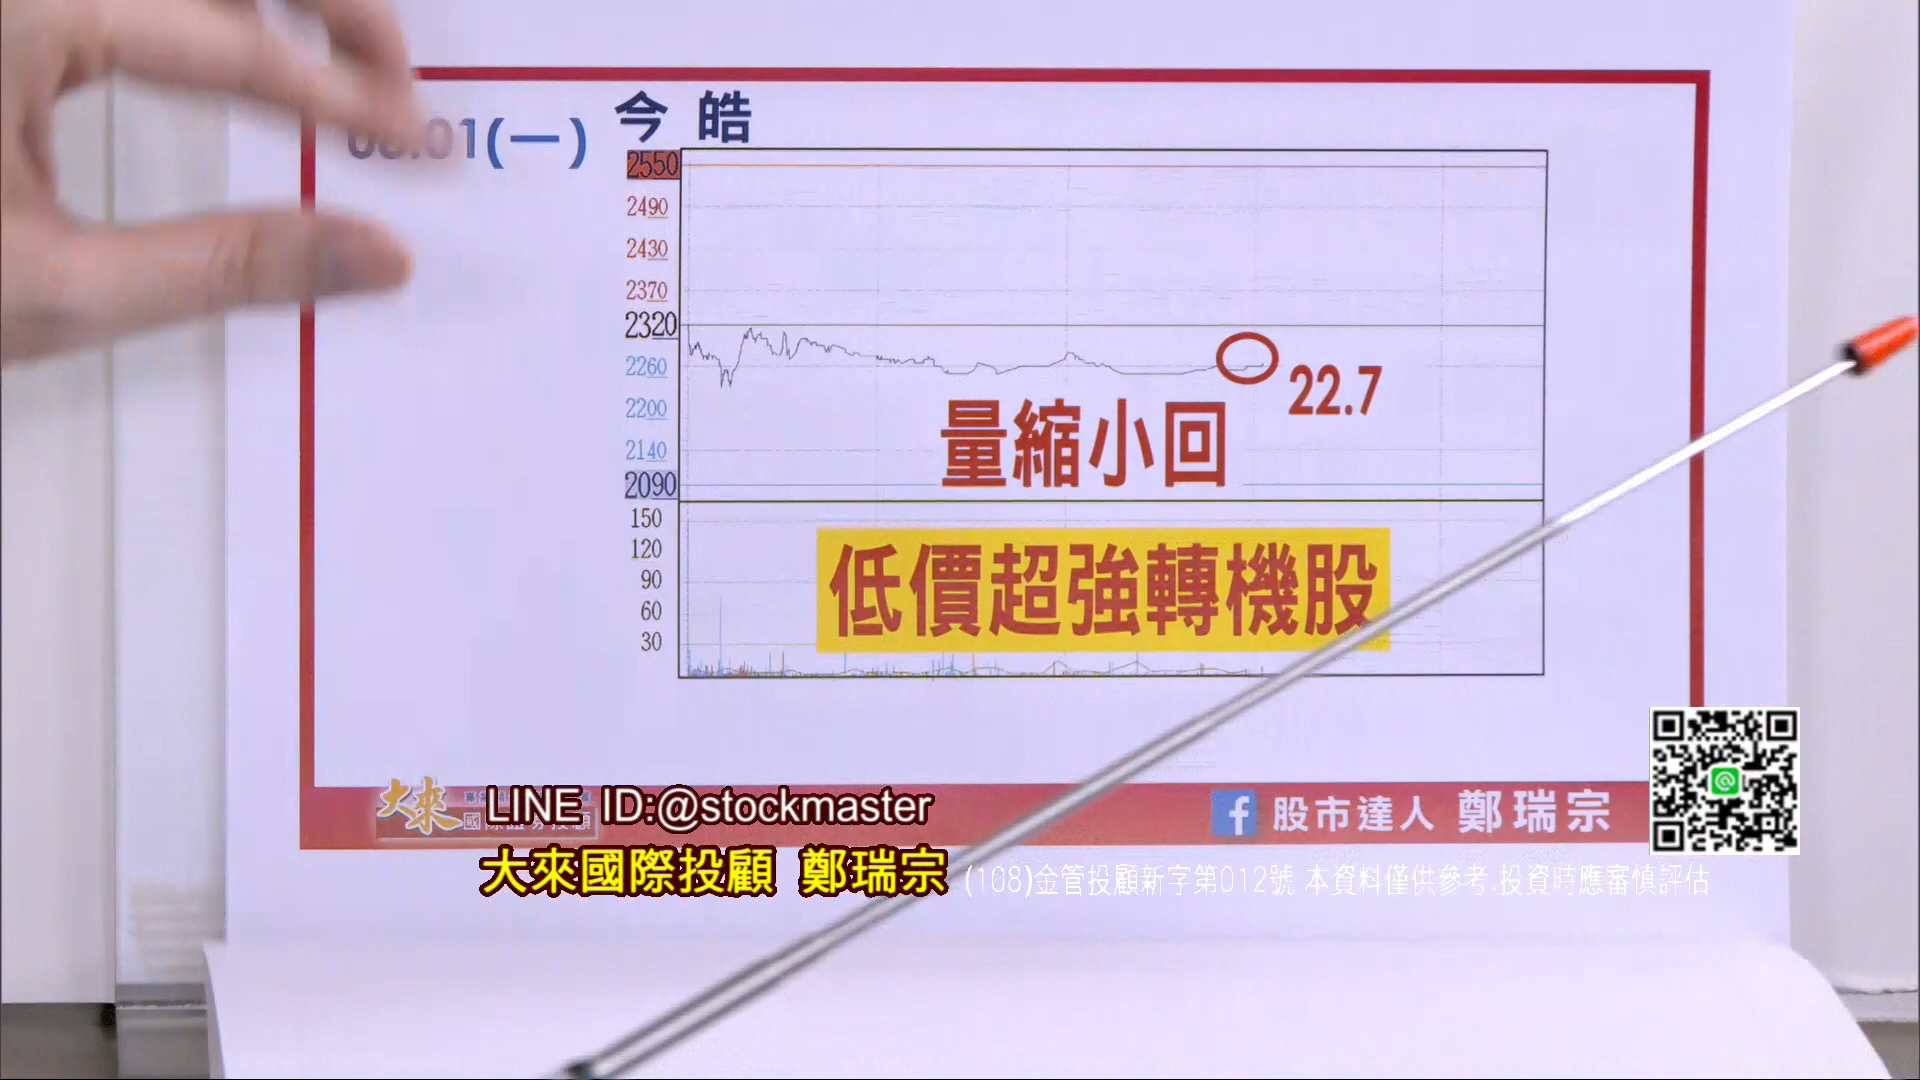 08.01(一)
今皓
2550
2490
2430
2370
2320
2260
2200
2140
2090
22.7
量縮小回
150
120
90
60
30
低價超強轉機股
大來
LINE ID:@stockmaster
股市達人 鄭瑞宗
大來國際投顧 鄭瑞宗
(108)金管投顧新字第012號 本資料僅供參考.投資時應審慎評估